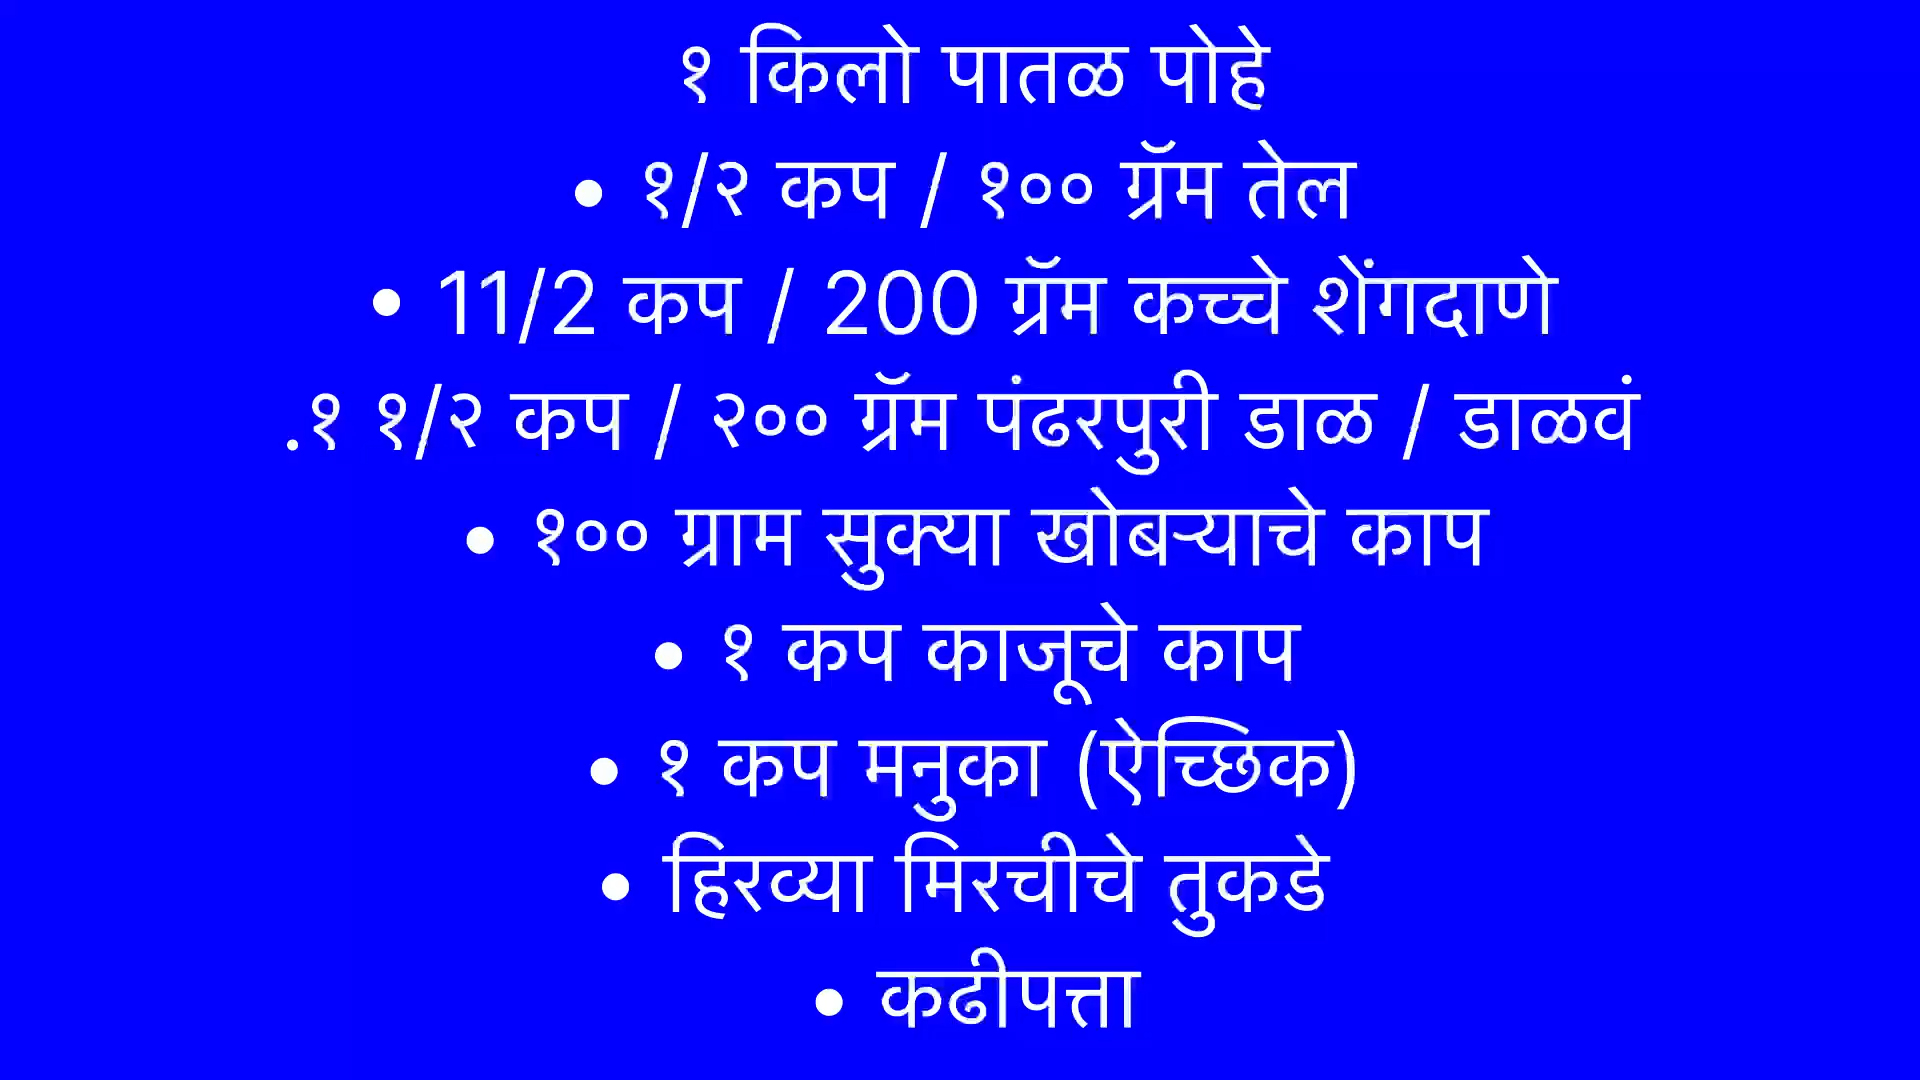 १ किलो पातळ पोहे
• १/२ कप / १०० ग्रॅम तेल
• 11/2 कप / 200 ग्रॅम कच्चे शेंगदाणे
.१ १/२ कप / २०० ग्रॅम पंढरपुरी डाळ / डाळवं
• १०० ग्राम सुक्या खोबऱ्याचे काप
• १ कप काजूचे काप
• १ कप मनुका (ऐच्छिक)
• हिरव्या मिरचीचे तुकडे
• कढीपत्ता